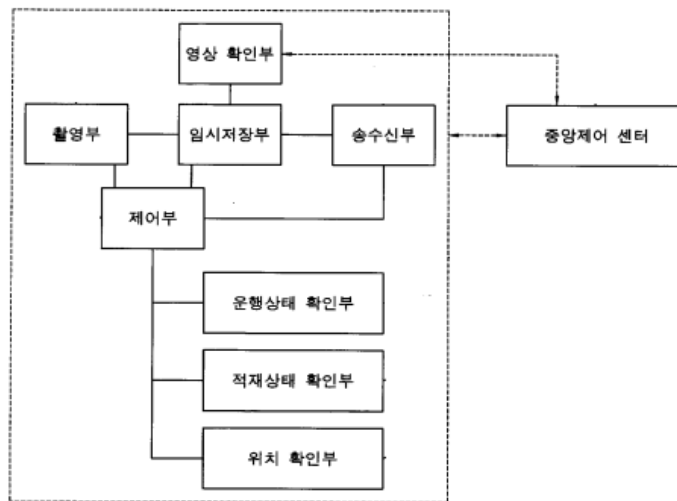 영상 확인부
촬영부
임시저장부
송수신부
중앙제어 센터
제어부
운행상태 확인부
적재상태 확인부
위치 확인부